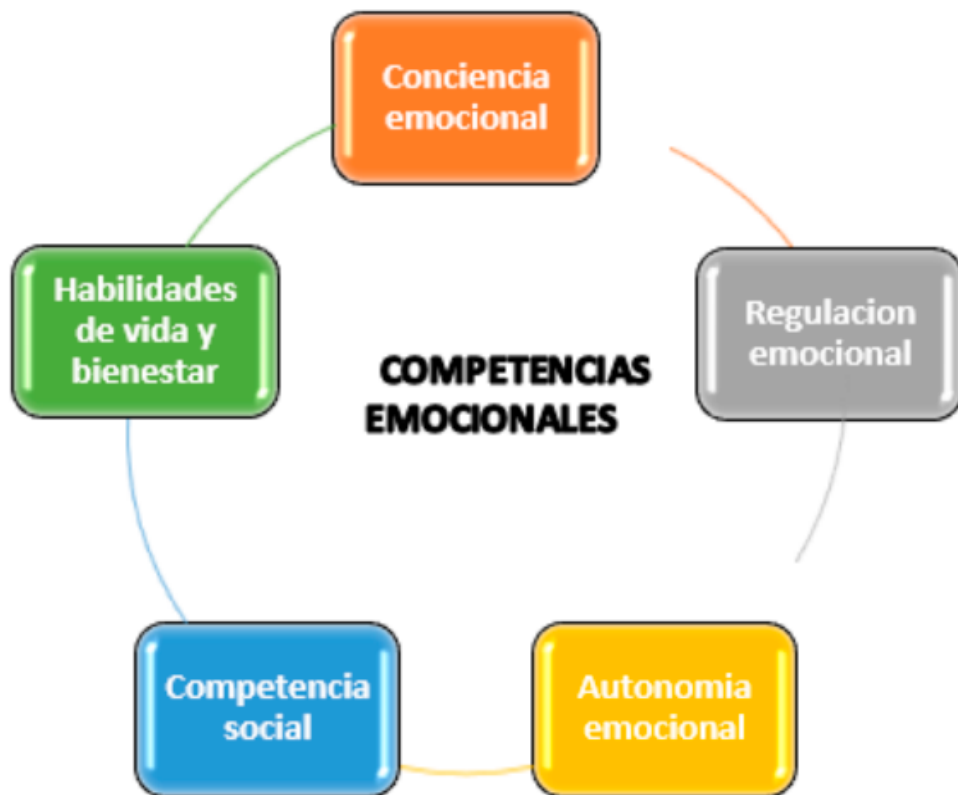 Conciencia
emocional
Regulacion
emocional
Autonomia
emocional
Competencia
social
Habilidades
de vida y
bienestar
COMPETENCIAS
EMOCIONALES